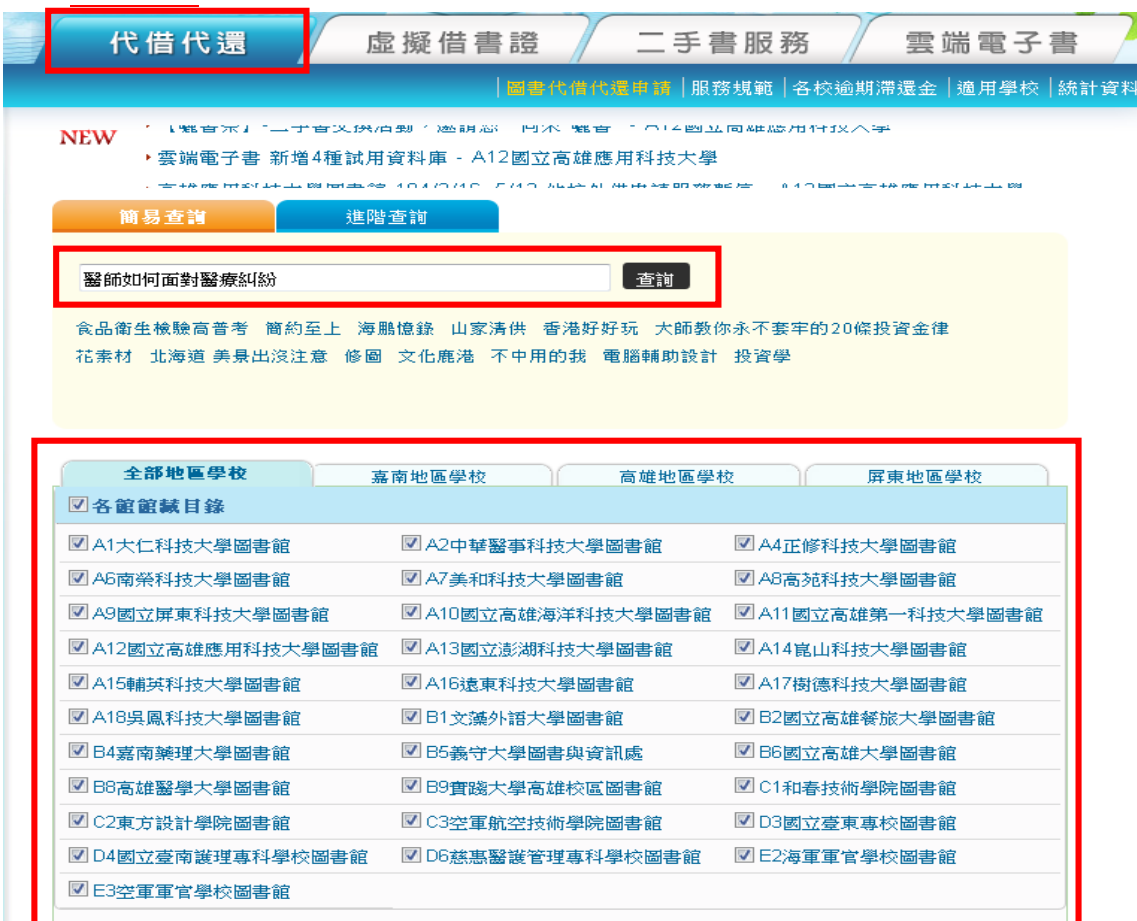 代借代還 虛擬借書證 二手書服務 雲端電子書
圖書代借代還申請 服務規範 各校逾期滯還金 適用學校 統計資料
NEW
雲端電子書 新增4種試用資料庫 - A12國立高雄應用科技大學
簡易查詢 進階查詢
醫師如何面對醫療糾紛 查詢
食品衛生檢驗高普考 簡約至上 海鵬憶錄 山家清供 香港好好玩 大師教你永不套牢的20條投資金律
花素材 北海道 美景出沒注意 修圖 文化鹿港 不中用的我 電腦輔助設計 投資學
全部地區學校 嘉南地區學校 高雄地區學校 屏東地區學校
各館館藏目錄
A1大仁科技大學圖書館 A2中華醫事科技大學圖書館 A4正修科技大學圖書館
A6南榮科技大學圖書館 A7美和科技大學圖書館 A8高苑科技大學圖書館
A9國立屏東科技大學圖書館 A10國立高雄海洋科技大學圖書館 A11國立高雄第一科技大學圖書館
A12國立高雄應用科技大學圖書館 A13國立澎湖科技大學圖書館 A14崑山科技大學圖書館
A15輔英科技大學圖書館 A16遠東科技大學圖書館 A17樹德科技大學圖書館
A18吳鳳科技大學圖書館 B1文藻外語大學圖書館 B2國立高雄餐旅大學圖書館
B4嘉南藥理大學圖書館 B5義守大學圖書與資訊處 B6國立高雄大學圖書館
B8高雄醫學大學圖書館 B9實踐大學高雄校區圖書館 C1和春技術學院圖書館
C2東方設計學院圖書館 C3空軍航空技術學院圖書館 D3國立臺東專校圖書館
D4國立臺南護理專科學校圖書館 D6慈惠醫護管理專科學校圖書館 E2海軍軍官學校圖書館
E3空軍軍官學校圖書館